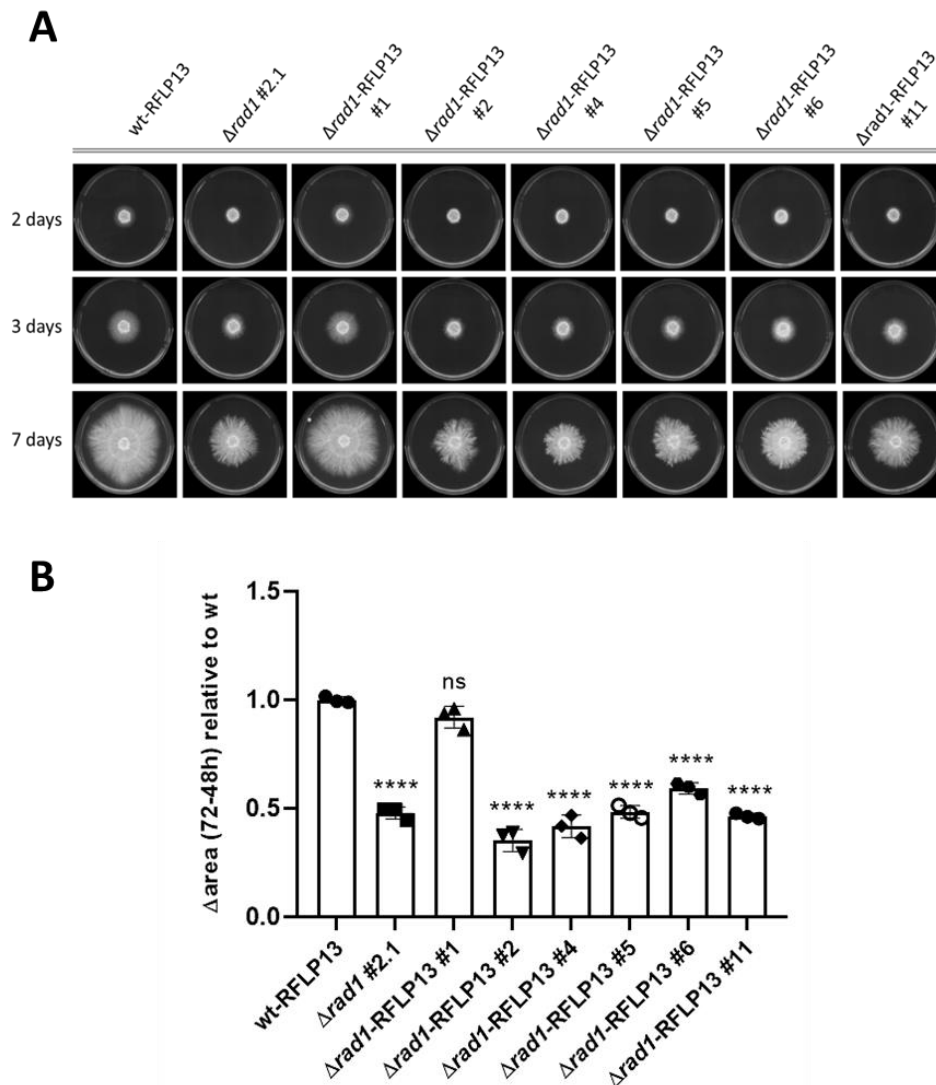 A
wt-RFLP13
Δrad1 #2.1
Δrad1-RFLP13
#1
Δrad1-RFLP13
#2
Δrad1-RFLP13
#4
Δrad1-RFLP13
#5
Δrad1-RFLP13
#6
Δrad1-RFLP13
#11
2 days
3 days
7 days
B
Δarea (72-48h) relative to wt
1.5
1.0
0.5
0.0
ns
****
****
****
****
****
****
wt-RFLP13
Δrad1 #2.1
Δrad1-RFLP13 #1
Δrad1-RFLP13 #2
Δrad1-RFLP13 #4
Δrad1-RFLP13 #5
Δrad1-RFLP13 #6
Δrad1-RFLP13 #11